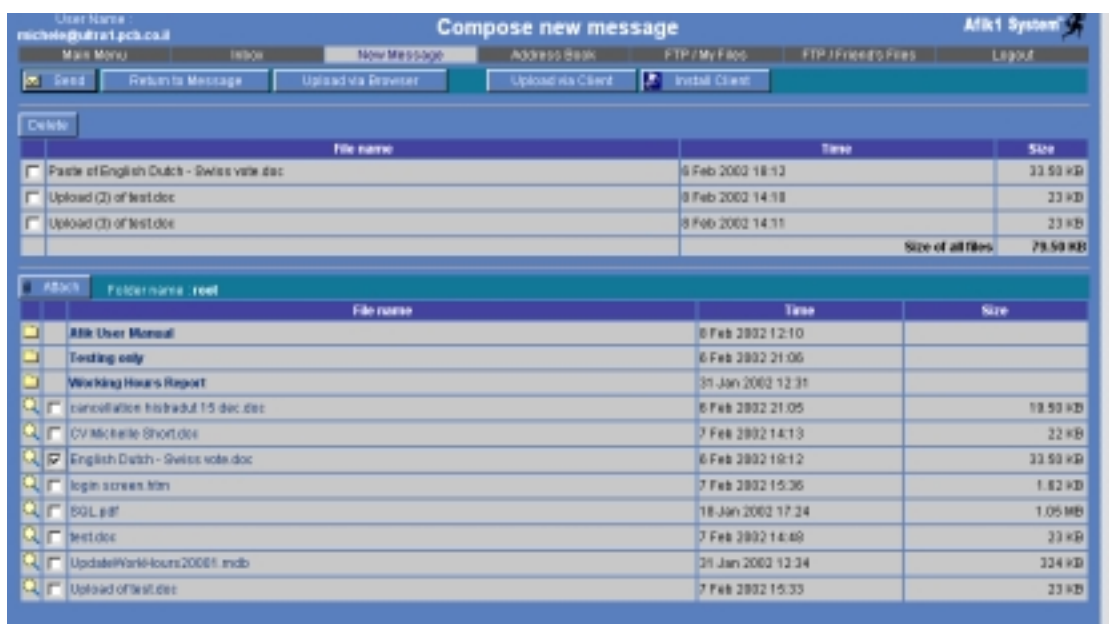 User Name :
michele@ultra1.pcb.co.il
Compose new message
Afik1 System
Main Menu Inbox New Message Address Book FTP / My Files FTP / Friend's Files Logout
Send Return to Message Upload via Browser Upload via Client Install Client
Delete
File name Time Size
Paste of English Dutch - Swiss vote.doc 6 Feb 2002 18:12 33.50 KB
Upload (2) of test.doc 8 Feb 2002 14:10 23 KB
Upload (3) of test.doc 8 Feb 2002 14:11 23 KB
Size of all files 79.50 KB
Attach Folder name : root
File name Time Size
Afik User Manual Feb 2002 12:10
Testing only 6 Feb 2002 21:06
Working Hours Report 31 Jan 2002 12:31
cancellation histradut 15 dec.doc 6 Feb 2002 21:05 19.50 KB
CV Michelle Short.doc 7 Feb 2002 14:13 22 KB
English Dutch - Swiss vote.doc 6 Feb 2002 18:12 33.50 KB
login screen.htm 7 Feb 2002 15:36 1.82 KB
SGL.pdf 18 Jan 2002 17:24 1.05 MB
test.doc 7 Feb 2002 14:48 23 KB
UpdateWorkHours20001.mdb 31 Jan 2002 12:34 334 KB
Upload of test.doc 7 Feb 2002 15:33 23 KB